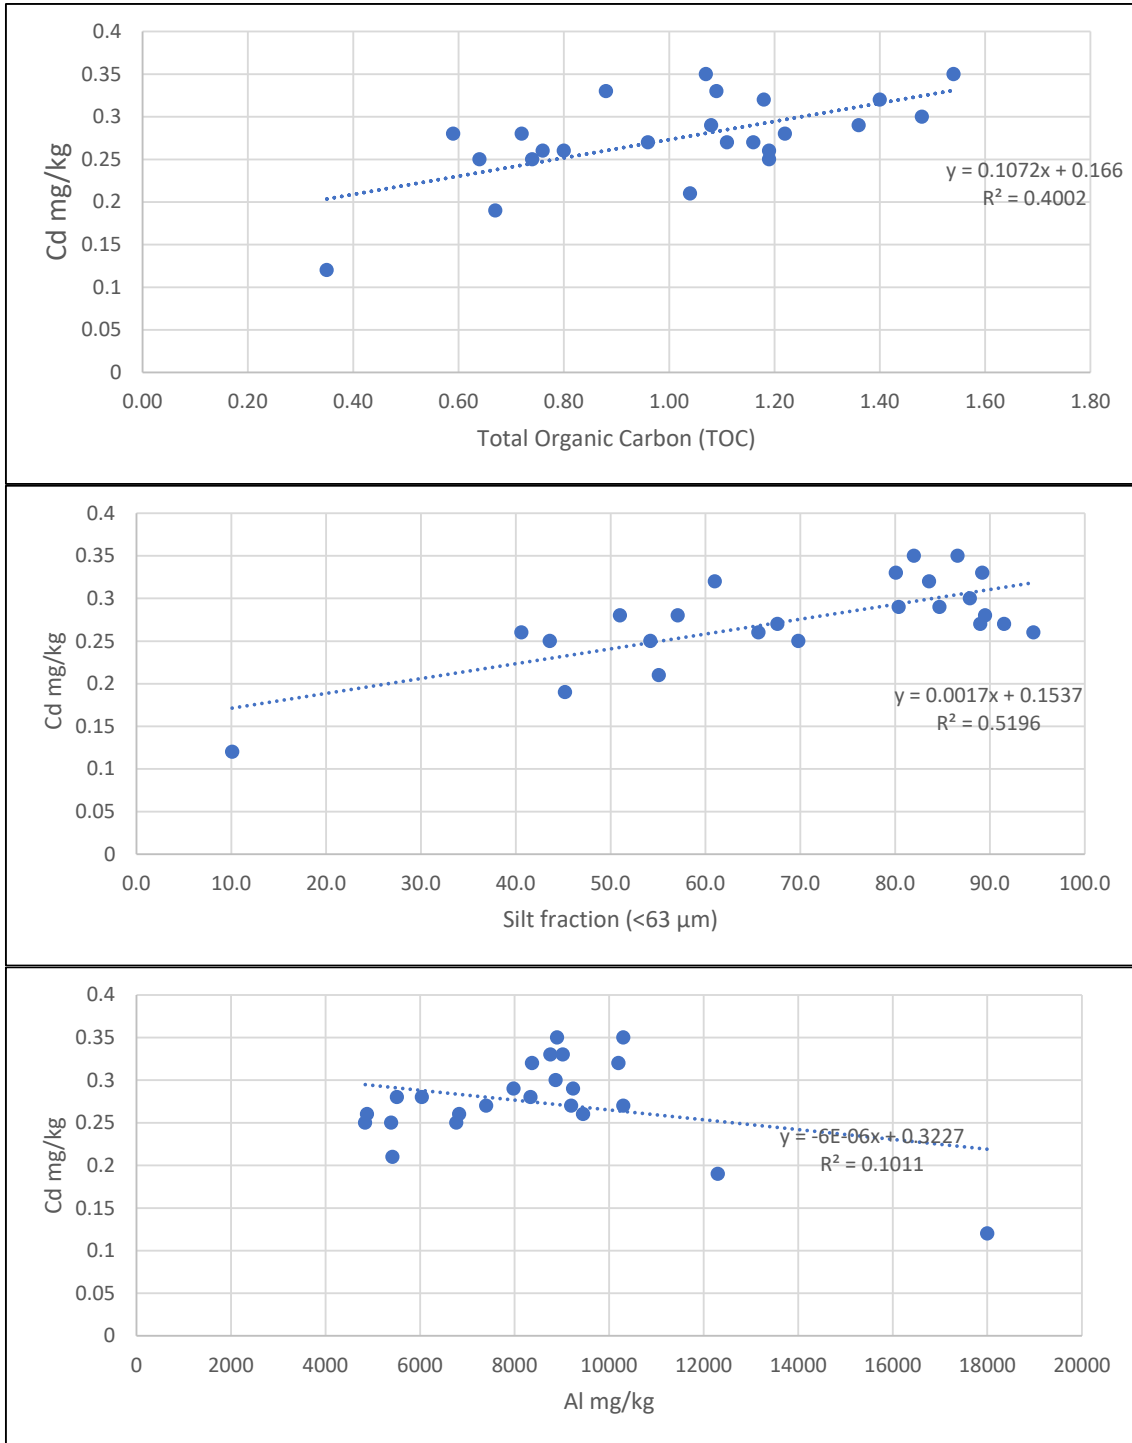 0.4
0.35
0.3
0.25
0.2
0.15
0.1
0.05
0
Cd mg/kg
y = 0.1072x + 0.166
R² = 0.4002
0.00 0.20 0.40 0.60 0.80 1.00 1.20 1.40 1.60 1.80
Total Organic Carbon (TOC)
0.4
0.35
0.3
0.25
0.2
0.15
0.1
0.05
0
Cd mg/kg
y = 0.0017x + 0.1537
R² = 0.5196
0.0 10.0 20.0 30.0 40.0 50.0 60.0 70.0 80.0 90.0 100.0
Silt fraction (<63 µm)
0.4
0.35
0.3
0.25
0.2
0.15
0.1
0.05
0
Cd mg/kg
y = -6E-06x + 0.3227
R² = 0.1011
0 2000 4000 6000 8000 10000 12000 14000 16000 18000 20000
Al mg/kg